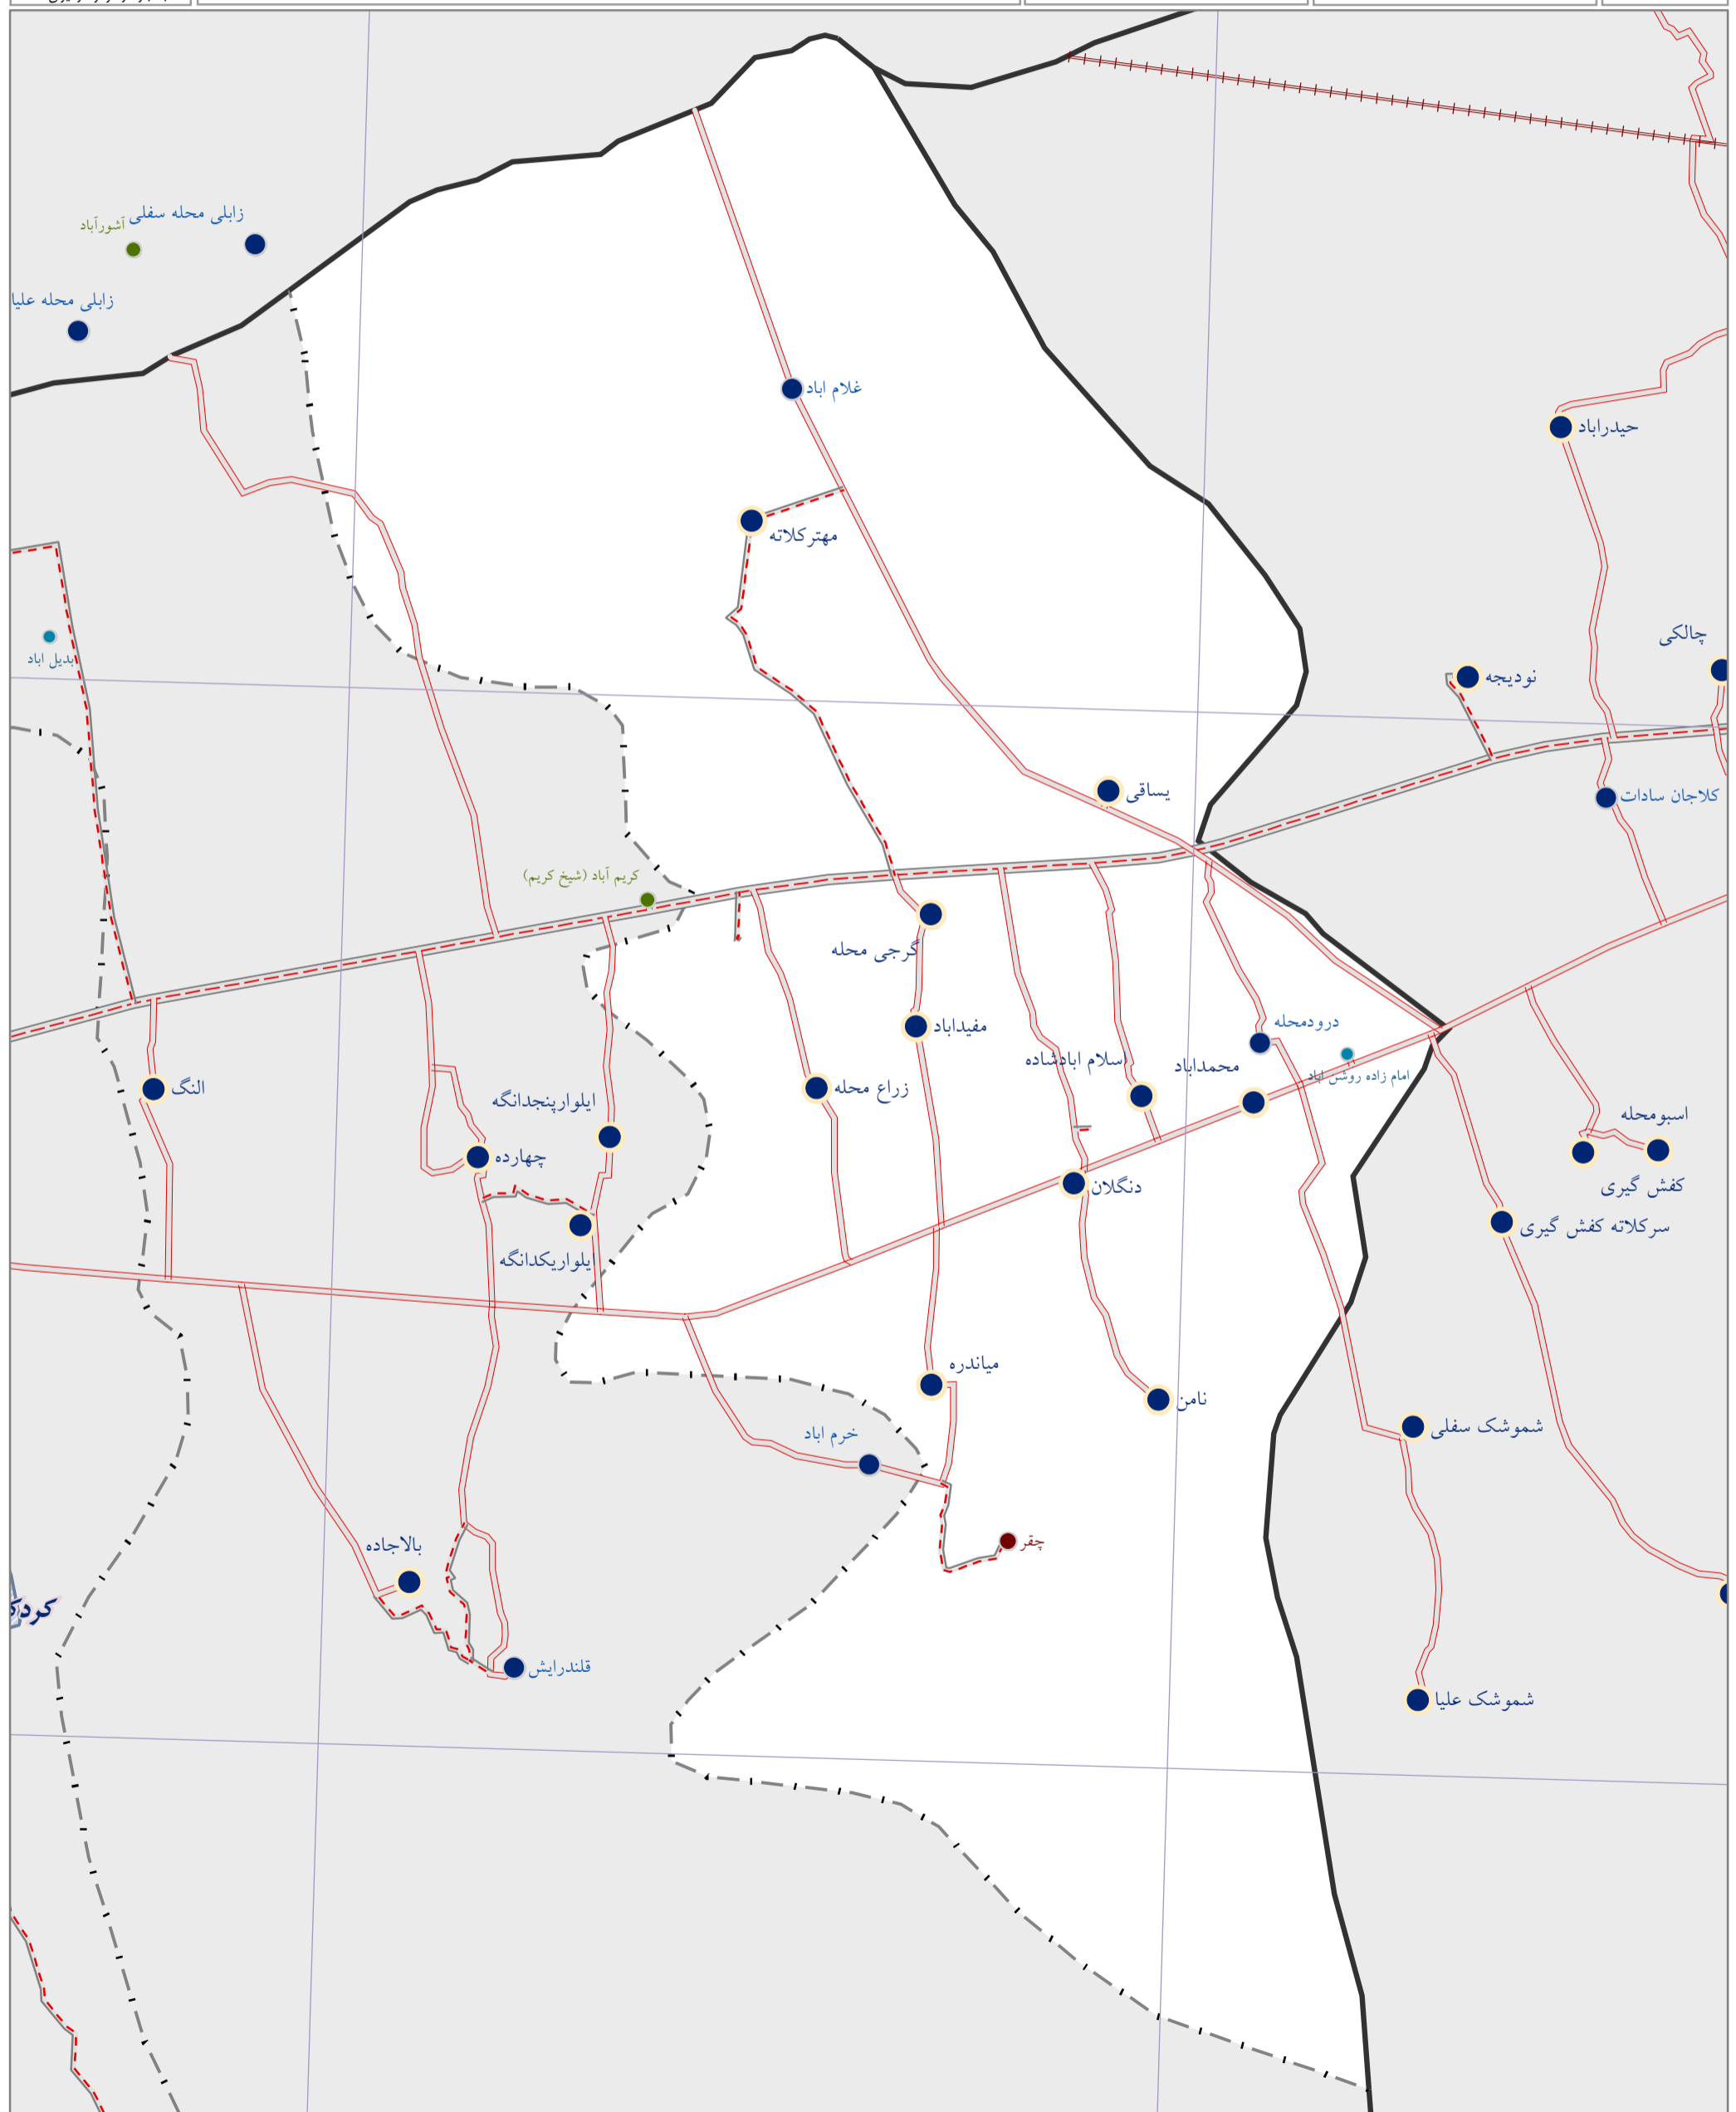 زابلی محله سفلی
آشورآباد
زابلی محله علیا
غلام اباد
حیدراباد
مهترکلاته
چالکی
بدیل اباد
نودیجه
یساقی
کلاجان سادات
کریم آباد (شیخ کریم)
گرجی محله
درودمحله
مفیداباد
اسلام ابادشاده
محمداباد
امام زاده روشن اباد
النگ
زراع محله
ایلوارپنجدانگه
اسبومحله
چهارده
دنگلان
کفش گیری
سرکلاته کفش گیری
ایلواریکدانگه
میاندره
نامن
شموشک سفلی
خرم اباد
چقر
بالاجاده
قلندرایش
شموشک علیا